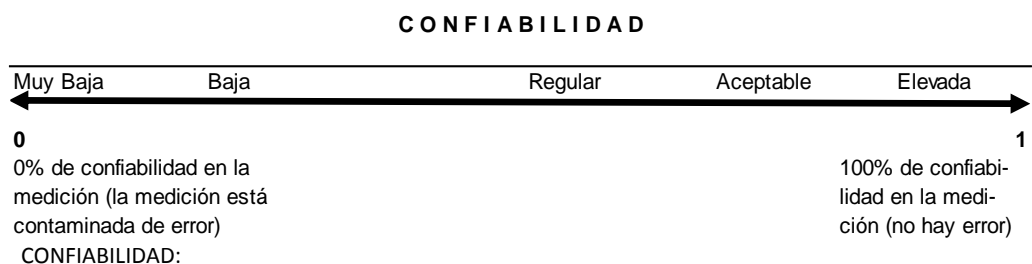 CONFIABILIDAD
Muy Baja Baja Regular Aceptable Elevada
0 1
0% de confiabilidad en la
medición (la medición está
contaminada de error)
100% de confiabi-
lidad en la medi-
ción (no hay error)
CONFIABILIDAD: